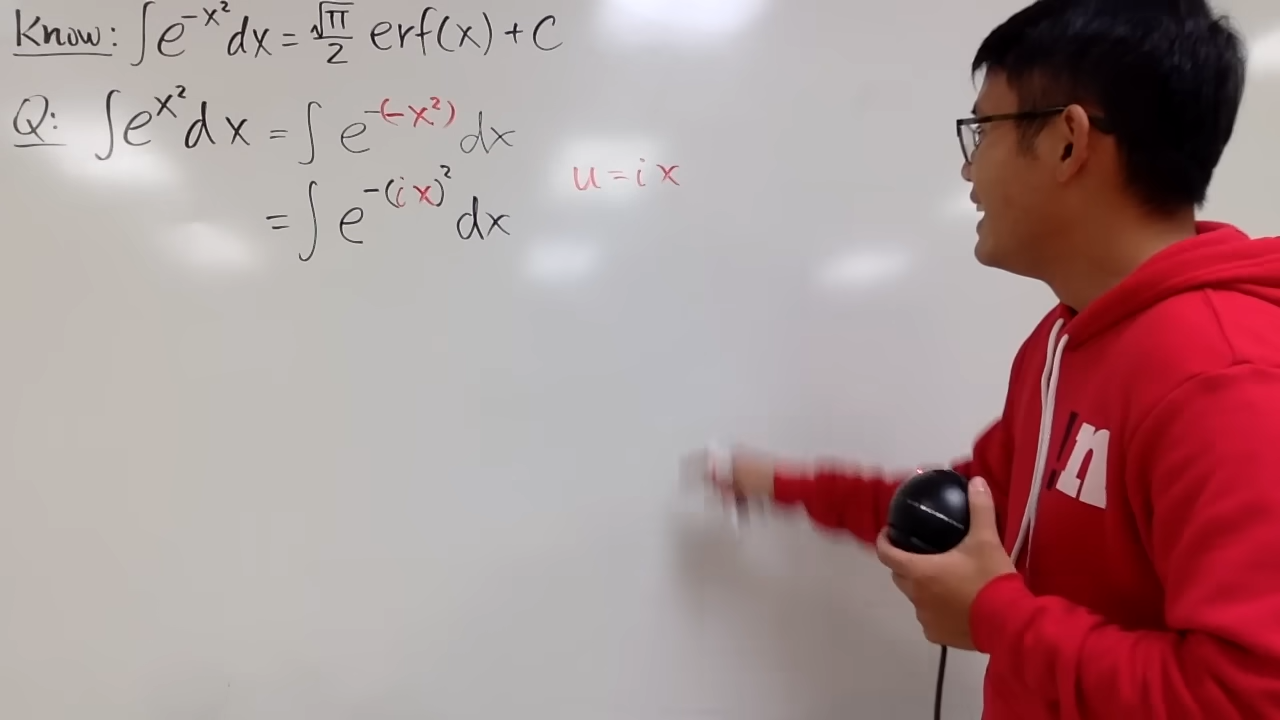 Know: ∫e^{-x²}dx = √π/2 erf(x) + C
Q: ∫e^{x²}dx = ∫e^{-(-x²)}dx
u = ix
= ∫e^{-(ix)²}dx
!n